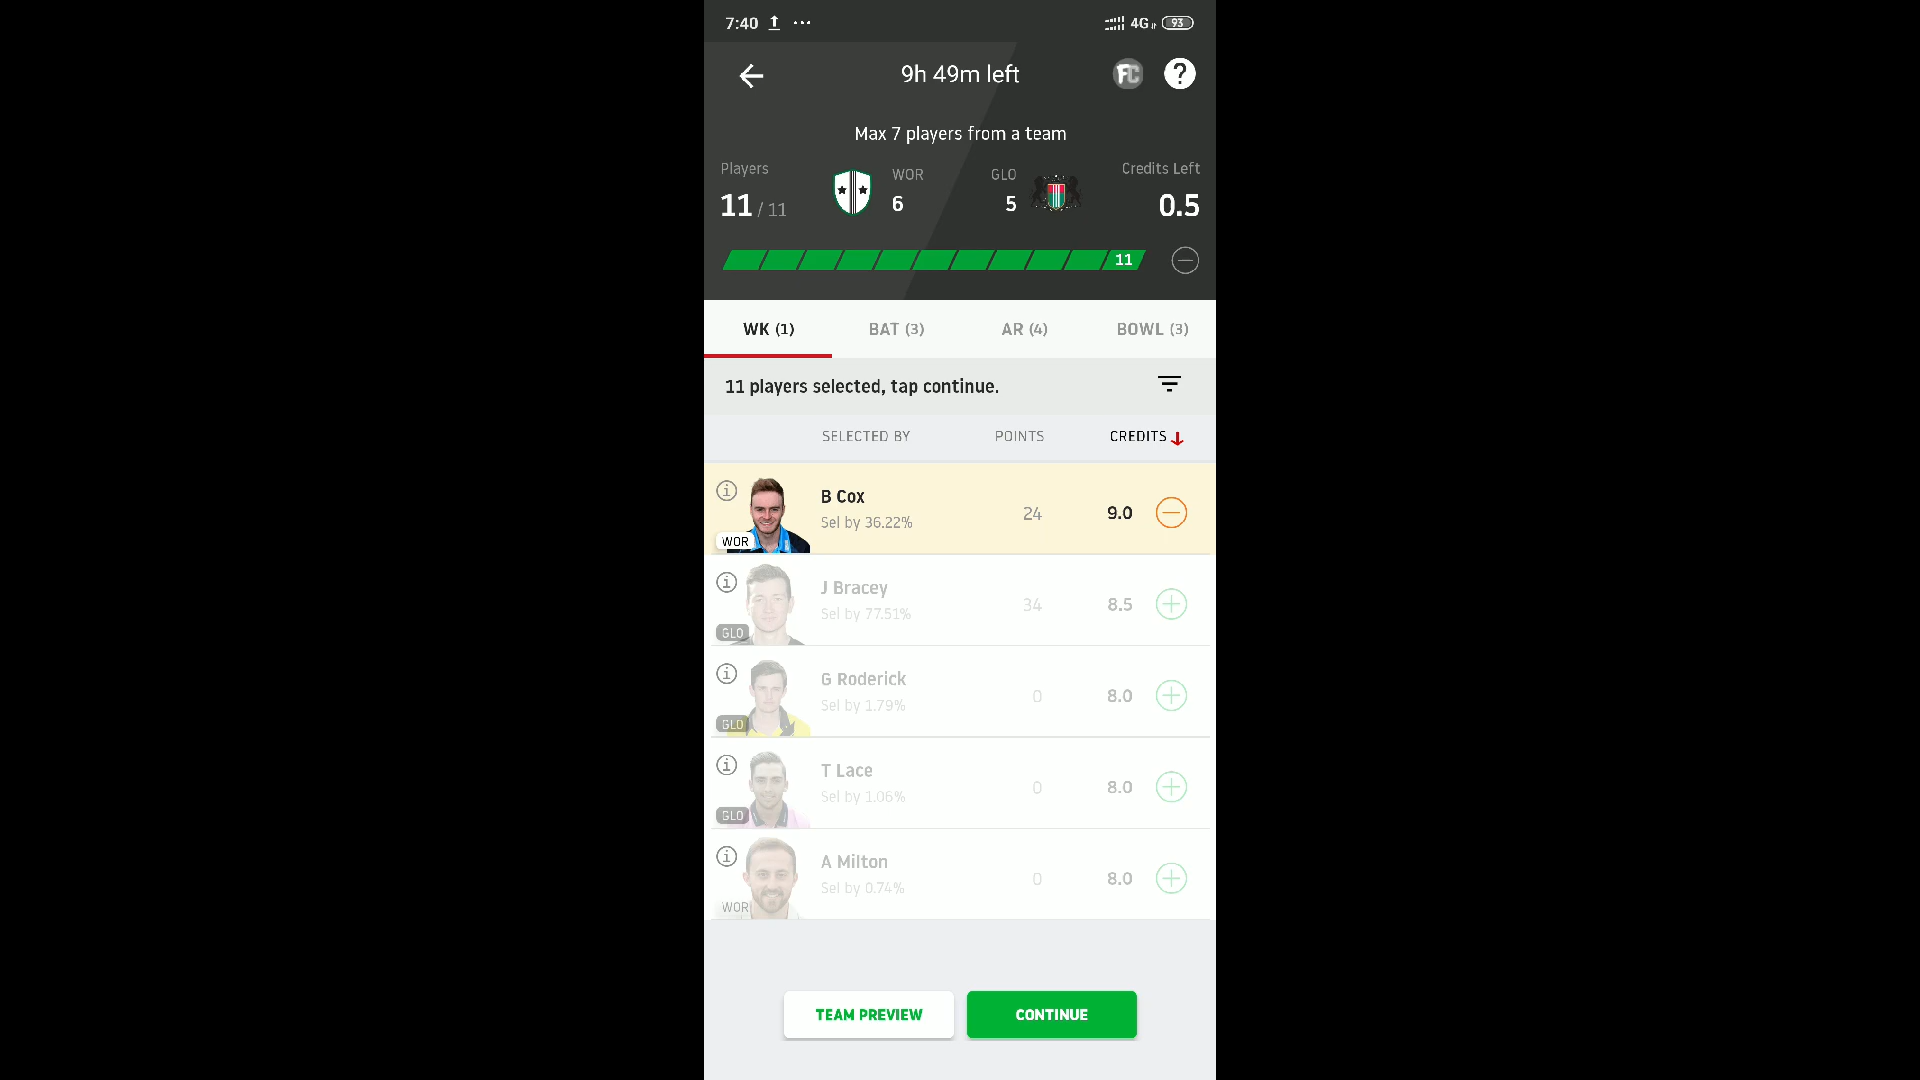 7:40
4G
93
9h 49m left
FC
?
Max 7 players from a team
Players
11 / 11
WOR
6
GLO
5
Credits Left
0.5
11
WK (1)
BAT (3)
AR (4)
BOWL (3)
11 players selected, tap continue.
SELECTED BY
POINTS
CREDITS
B Cox
Sel by 36.22%
24
9.0
WOR
J Bracey
Sel by 77.51%
34
8.5
GLO
G Roderick
Sel by 1.79%
0
8.0
GLO
T Lace
Sel by 1.06%
0
8.0
GLO
A Milton
Sel by 0.74%
0
8.0
WOR
TEAM PREVIEW
CONTINUE